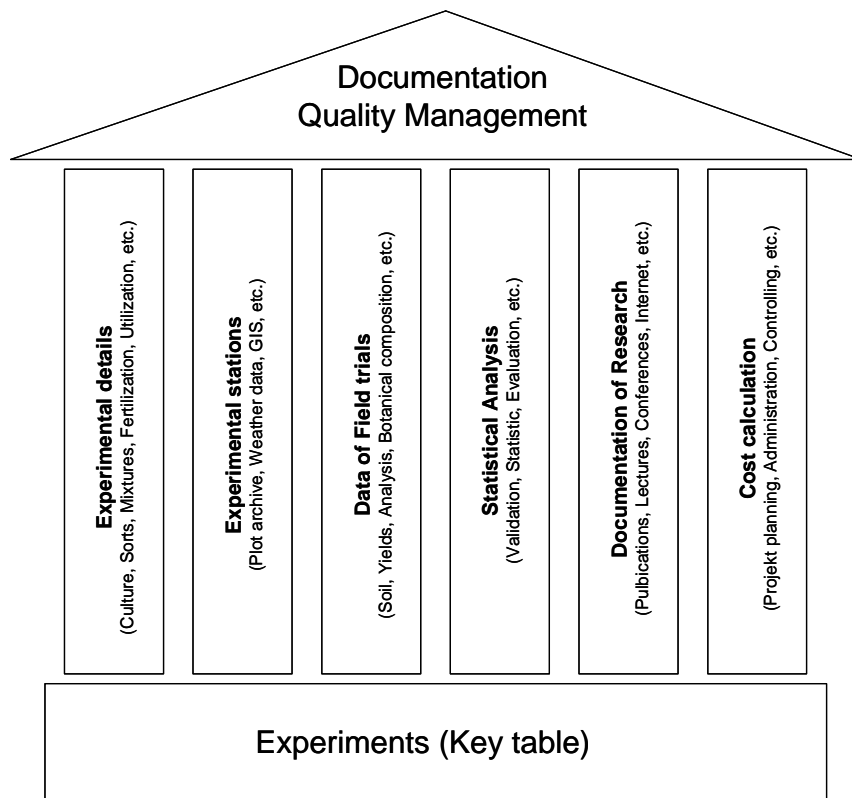 Documentation
Quality Management
Experimental details
(Culture, Sorts, Mixtures, Fertilization, Utilization, etc.)
Experimental stations
(Plot archive, Weather data, GIS, etc.)
Data of Field trials
(Soil, Yields, Analysis, Botanical composition, etc.)
Statistical Analysis
(Validation, Statistic, Evaluation, etc.)
Documentation of Research
(Pulbications, Lectures, Conferences, Internet, etc.)
Cost calculation
(Projekt planning, Administration, Controlling, etc.)
Experiments (Key table)